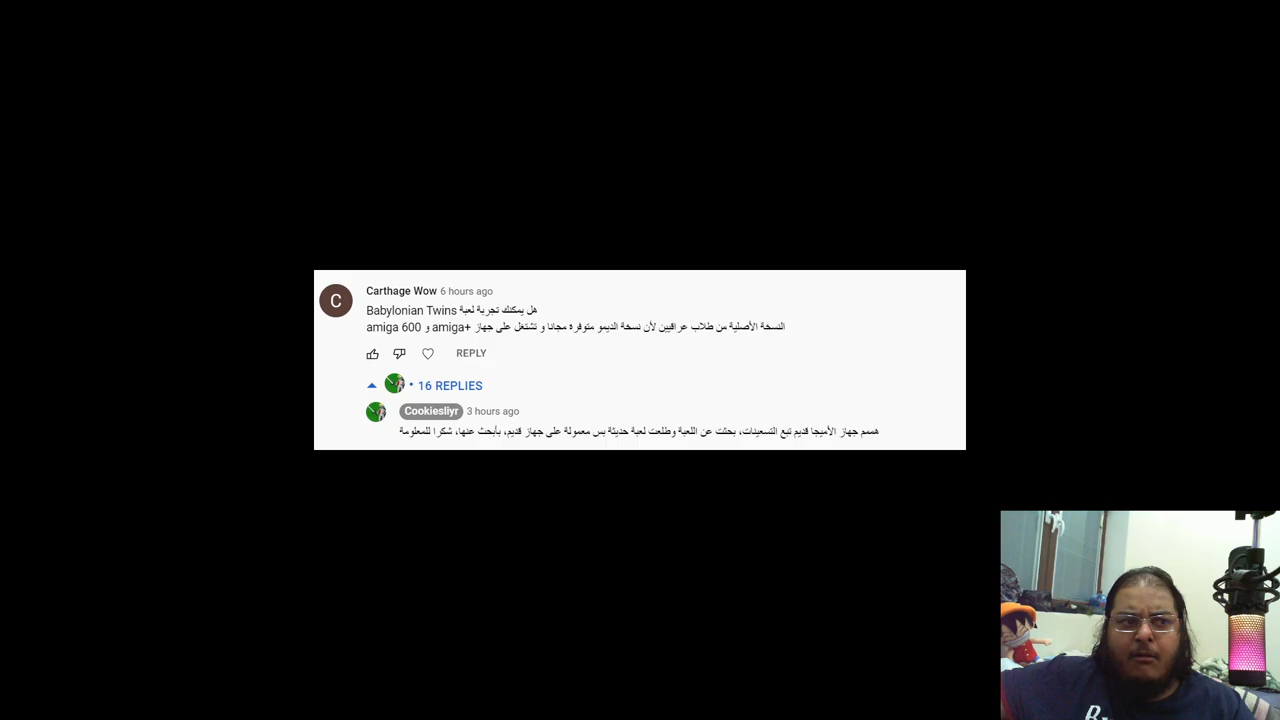 Carthage Wow 6 hours ago
هل يمكنك تجربة لعبة Babylonian Twins
النسخة الأصلية من طلاب عراقيين لأن نسخة الديمو متوفره مجانا و تشتغل على جهاز amiga+ و amiga 600
REPLY
16 REPLIES
Cookiesliyr 3 hours ago
هممم جهاز الأميجا قديم تبع التسعينات، بحثت عن اللعبة وطلعت لعبة حديثة بس معمولة على جهاز قديم، بأبحث عنها، شكرا للمعلومة
C